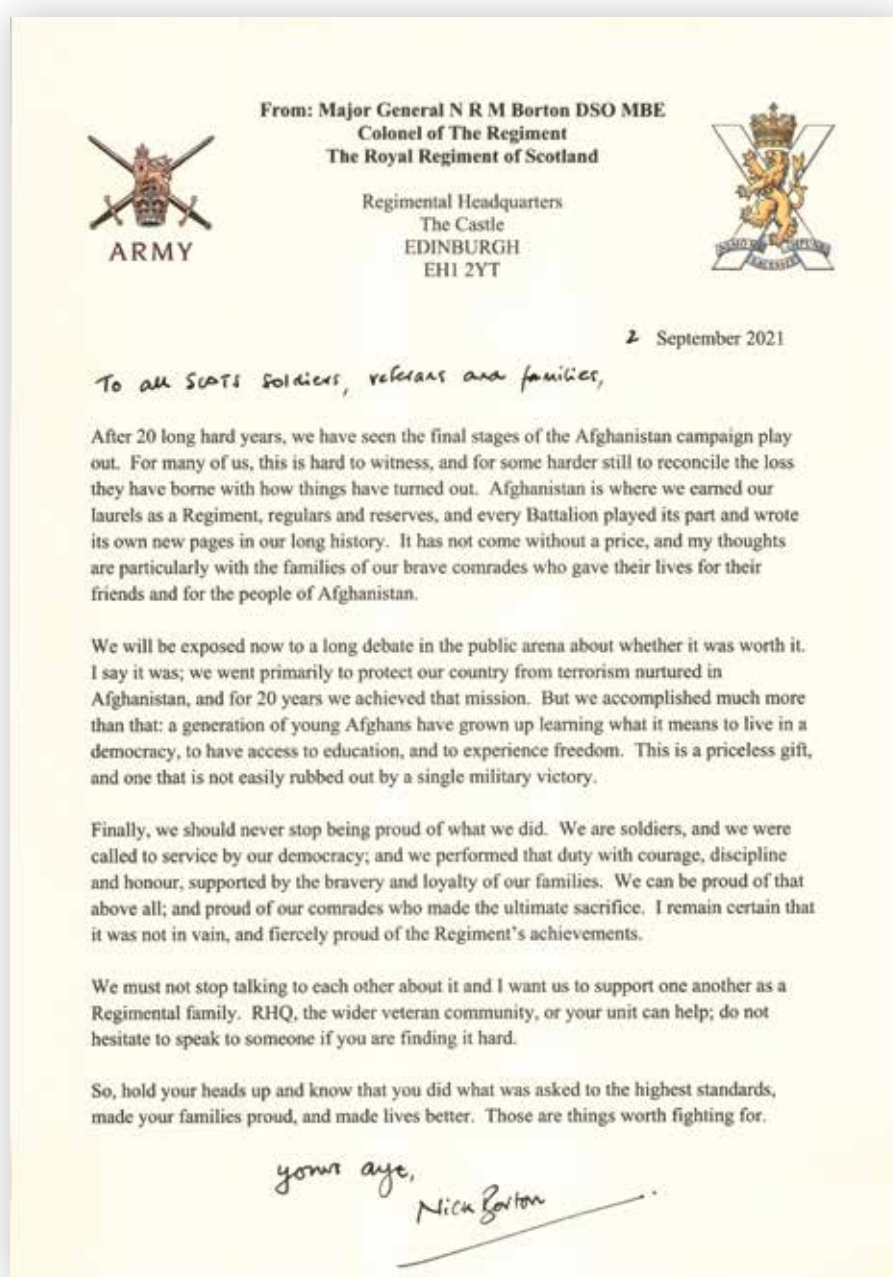 From: Major General N R M Borton DSO MBE
Colonel of The Regiment
The Royal Regiment of Scotland
Regimental Headquarters
The Castle
EDINBURGH
EH1 2YT
ARMY
NEMO ME IMPUNE
LACESSIT
2 September 2021
To all SCOTS soldiers, veterans and families,
After 20 long hard years, we have seen the final stages of the Afghanistan campaign play
out. For many of us, this is hard to witness, and for some harder still to reconcile the loss
they have borne with how things have turned out. Afghanistan is where we earned our
laurels as a Regiment, regulars and reserves, and every Battalion played its part and wrote
its own new pages in our long history. It has not come without a price, and my thoughts
are particularly with the families of our brave comrades who gave their lives for their
friends and for the people of Afghanistan.
We will be exposed now to a long debate in the public arena about whether it was worth it.
I say it was; we went primarily to protect our country from terrorism nurtured in
Afghanistan, and for 20 years we achieved that mission. But we accomplished much more
than that: a generation of young Afghans have grown up learning what it means to live in a
democracy, to have access to education, and to experience freedom. This is a priceless gift,
and one that is not easily rubbed out by a single military victory.
Finally, we should never stop being proud of what we did. We are soldiers, and we were
called to service by our democracy; and we performed that duty with courage, discipline
and honour, supported by the bravery and loyalty of our families. We can be proud of that
above all; and proud of our comrades who made the ultimate sacrifice. I remain certain that
it was not in vain, and fiercely proud of the Regiment's achievements.
We must not stop talking to each other about it and I want us to support one another as a
Regimental family. RHQ, the wider veteran community, or your unit can help; do not
hesitate to speak to someone if you are finding it hard.
So, hold your heads up and know that you did what was asked to the highest standards,
made your families proud, and made lives better. Those are things worth fighting for.
yours aye,
Nick Borton